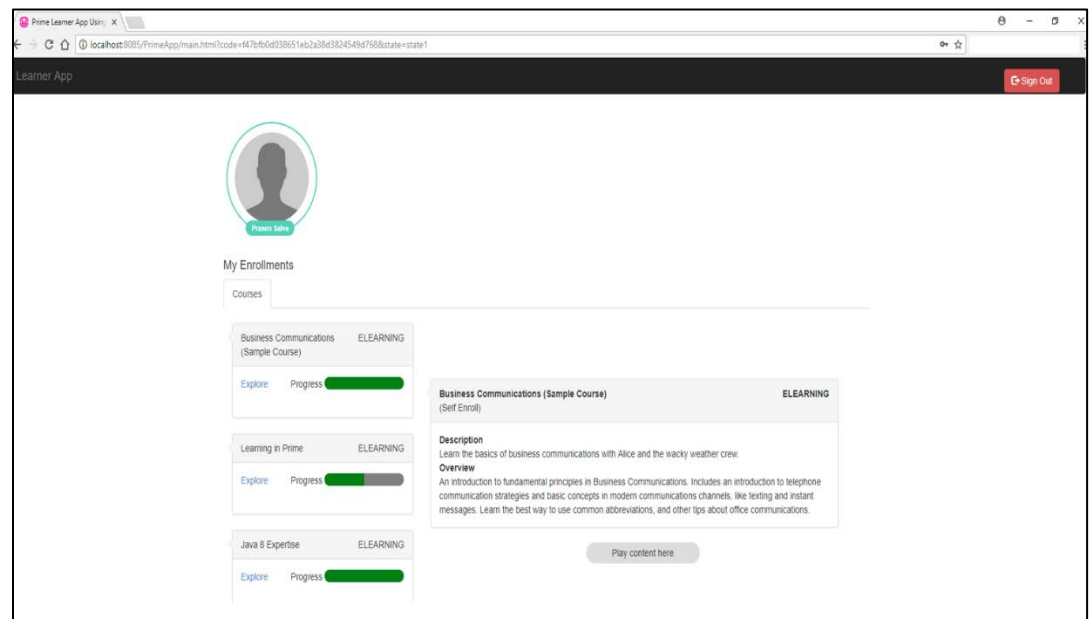 Prime Learner App Using
localhost:8085/PrimeApp/main.html?code=f47bfb0d038651eb2a38d3824549d768&state=state1
Learner App
Sign Out
Prawn Salva
My Enrollments
Courses
Business Communications ELEARNING
(Sample Course)
Explore Progress
Business Communications (Sample Course) ELEARNING
(Self Enroll)
Description
Learn the basics of business communications with Alice and the wacky weather crew.
Overview
An introduction to fundamental principles in Business Communications. Includes an introduction to telephone
communication strategies and basic concepts in modern communications channels, like texting and instant
messages. Learn the best way to use common abbreviations, and other tips about office communications.
Play content here
Learning in Prime ELEARNING
Explore Progress
Java 8 Expertise ELEARNING
Explore Progress